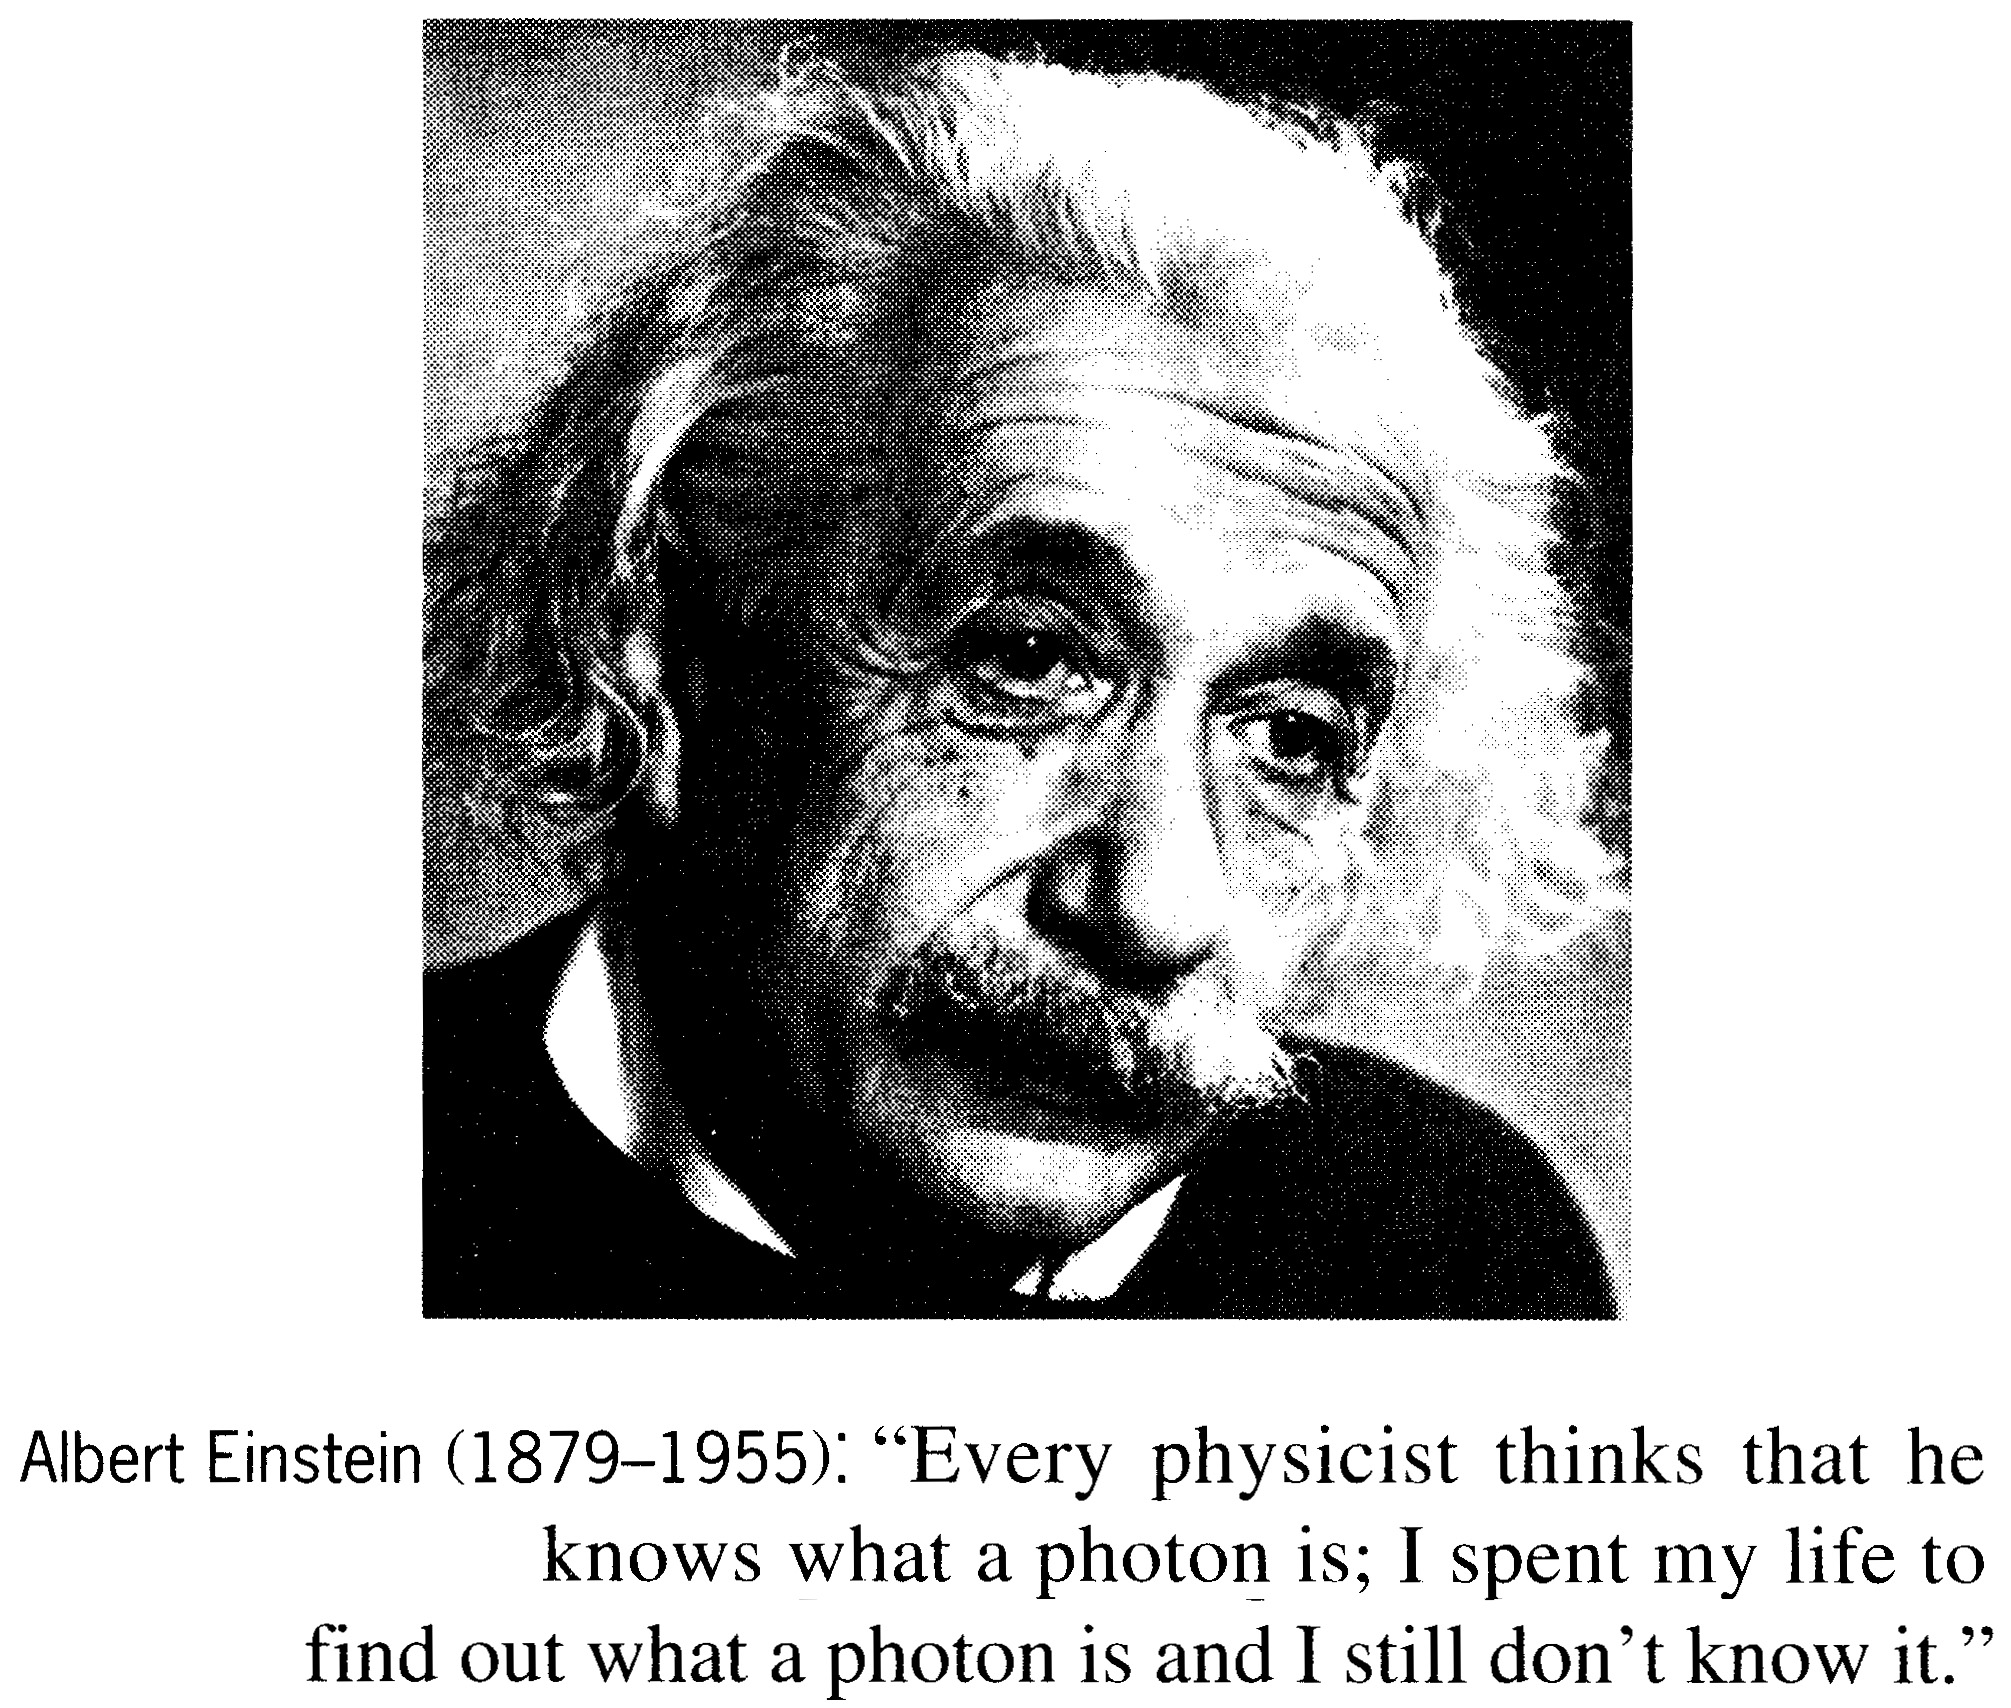 Albert Einstein (1879–1955): “Every physicist thinks that he
knows what a photon is; I spent my life to
find out what a photon is and I still don’t know it.”